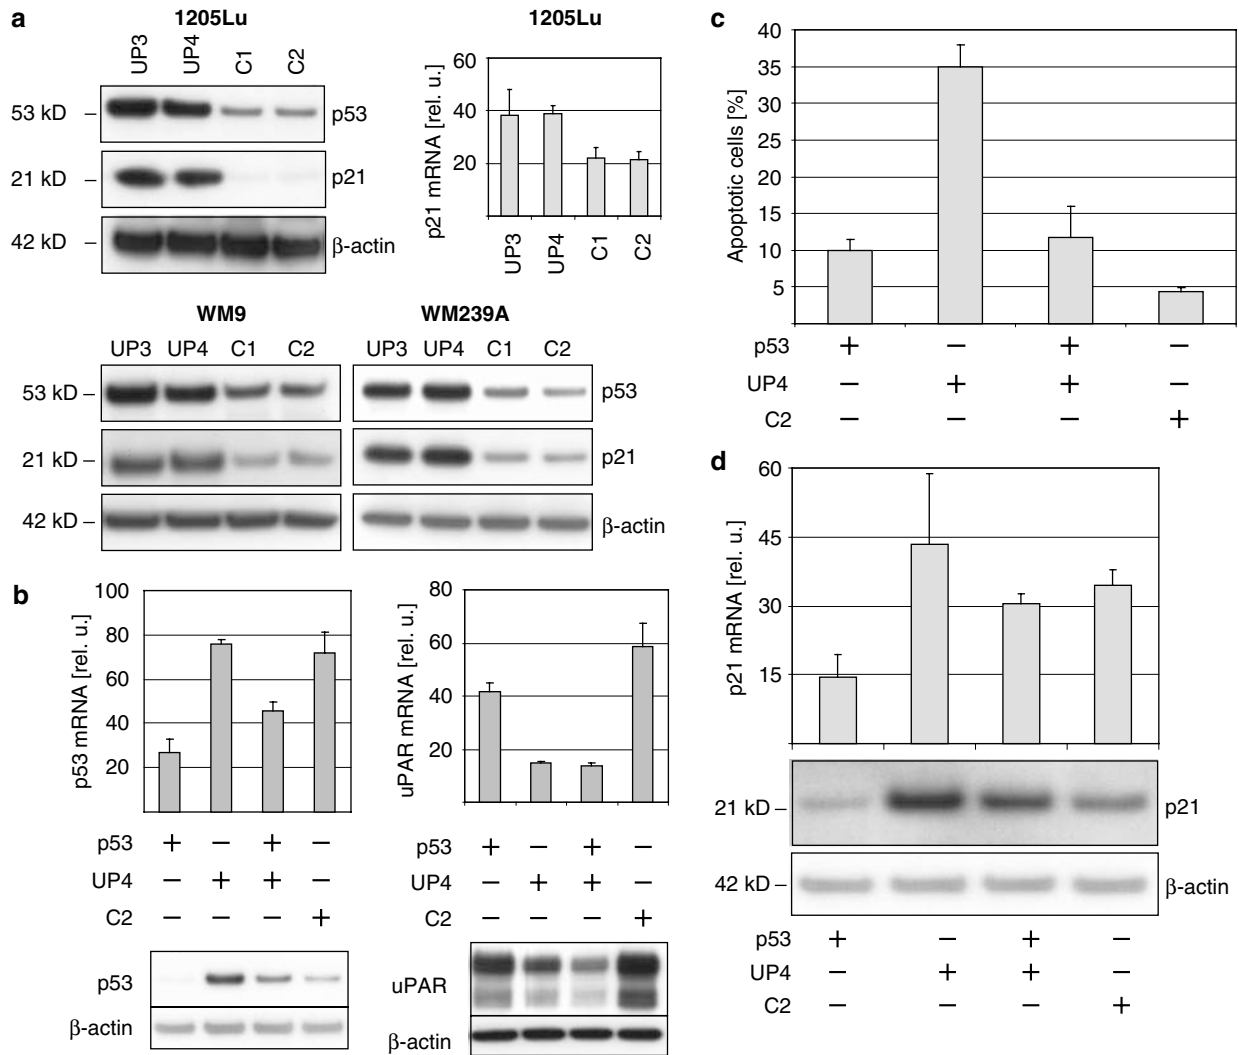 a
1205Lu
UP3 UP4 C1 C2
53 kD – p53
21 kD – p21
42 kD – β-actin
1205Lu
p21 mRNA [rel. u.]
60
40
20
UP3 UP4 C1 C2
WM9
UP3 UP4 C1 C2
WM239A
UP3 UP4 C1 C2
53 kD – p53
21 kD – p21
42 kD – β-actin
b
p53 mRNA [rel. u.]
100
80
60
40
20
p53 + − + −
UP4 − + + −
C2 − − − +
p53
β-actin
uPAR mRNA [rel. u.]
80
60
40
20
p53 + − + −
UP4 − + + −
C2 − − − +
uPAR
β-actin
c
Apoptotic cells [%]
40
35
30
25
20
15
10
5
p53 + − + −
UP4 − + + −
C2 − − − +
d
p21 mRNA [rel. u.]
60
45
30
15
21 kD – p21
42 kD – β-actin
p53 + − + −
UP4 − + + −
C2 − − − +